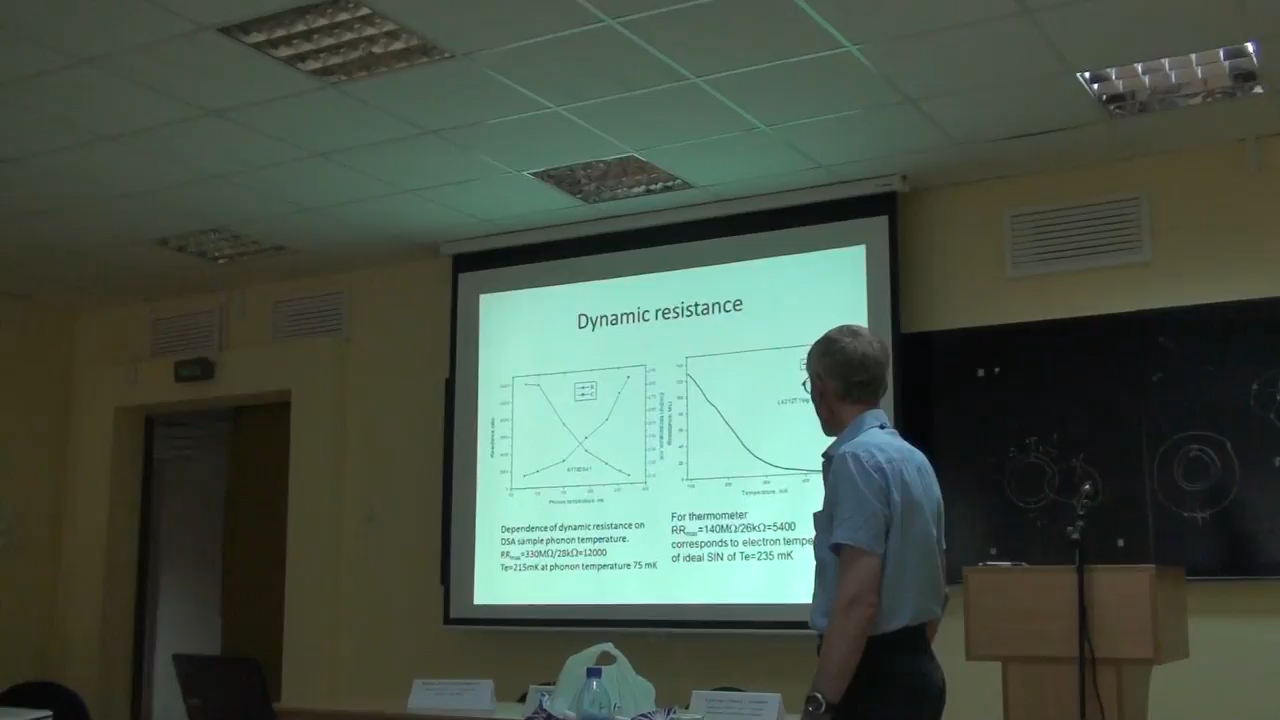 Dynamic resistance
Temperature, mK
Dependence of dynamic resistance on
DSA sample phonon temperature.
RRmax=330MΩ/28kΩ=12000
Te=215mK at phonon temperature 75 mK
For thermometer
RRmax=140MΩ/26kΩ=5400
corresponds to electron tempe
of ideal SIN of Te=235 mK